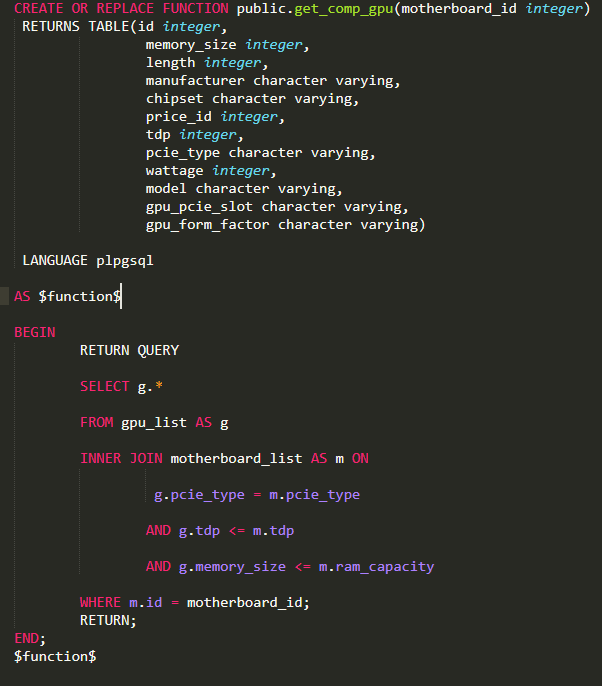 CREATE OR REPLACE FUNCTION public.get_comp_gpu(motherboard_id integer)
RETURNS TABLE(id integer,
memory_size integer,
length integer,
manufacturer character varying,
chipset character varying,
price_id integer,
tdp integer,
pcie_type character varying,
wattage integer,
model character varying,
gpu_pcie_slot character varying,
gpu_form_factor character varying)
LANGUAGE plpgsql
AS $function$
BEGIN
RETURN QUERY
SELECT g.*
FROM gpu_list AS g
INNER JOIN motherboard_list AS m ON
g.pcie_type = m.pcie_type
AND g.tdp <= m.tdp
AND g.memory_size <= m.ram_capacity
WHERE m.id = motherboard_id;
RETURN;
END;
$function$